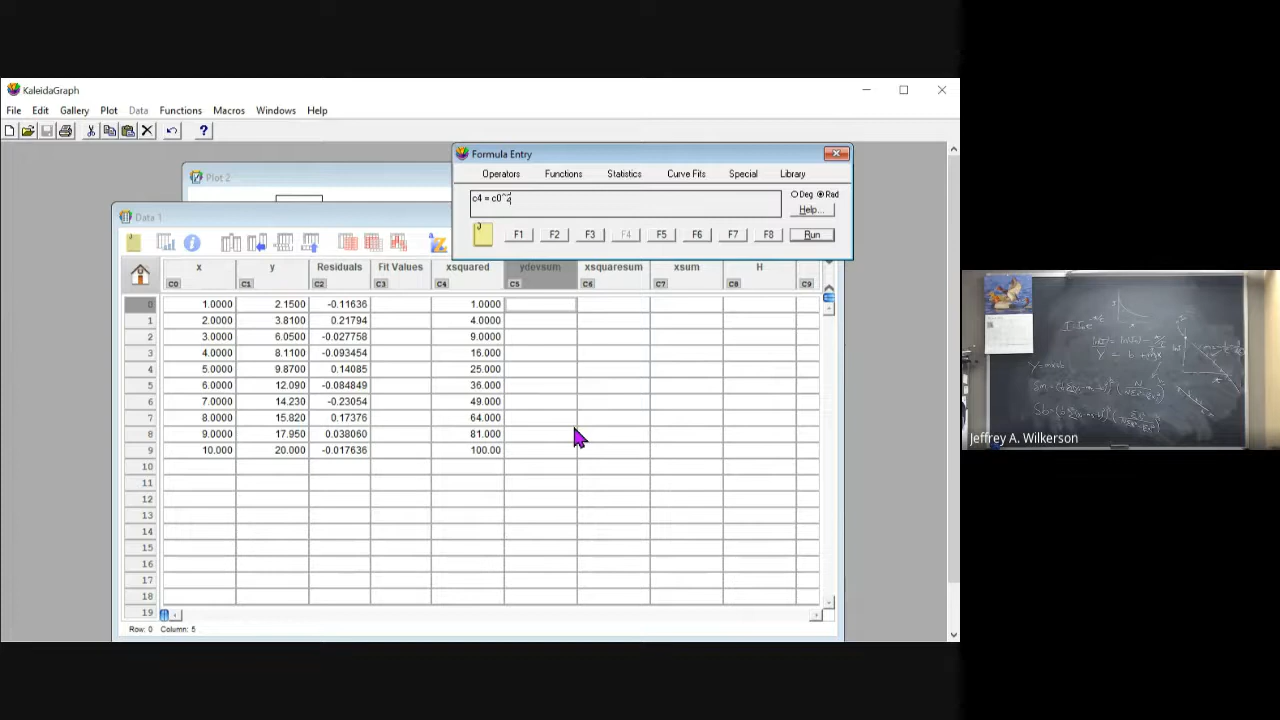 KaleidaGraph
File Edit Gallery Plot Data Functions Macros Windows Help
Plot 2
Formula Entry
Operators Functions Statistics Curve Fits Special Library
c4 = c0^2
Deg Rad
Help...
F1 F2 F3 F4 F5 F6 F7 F8 Run
Data 1
x y Residuals Fit Values xsquared ydevsum xsquaresum xsum H
C0 C1 C2 C3 C4 C5 C6 C7 C8 C9
0 1.0000 2.1500 -0.11636 1.0000
1 2.0000 3.8100 0.21794 4.0000
2 3.0000 6.0500 -0.027758 9.0000
3 4.0000 8.1100 -0.093454 16.000
4 5.0000 9.8700 0.14085 25.000
5 6.0000 12.090 -0.084849 36.000
6 7.0000 14.230 -0.23054 49.000
7 8.0000 15.820 0.17376 64.000
8 9.0000 17.950 0.038060 81.000
9 10.000 20.000 -0.017636 100.00
10
11
12
13
14
15
16
17
18
19
Row: 0 Column: 5
Jeffrey A. Wilkerson